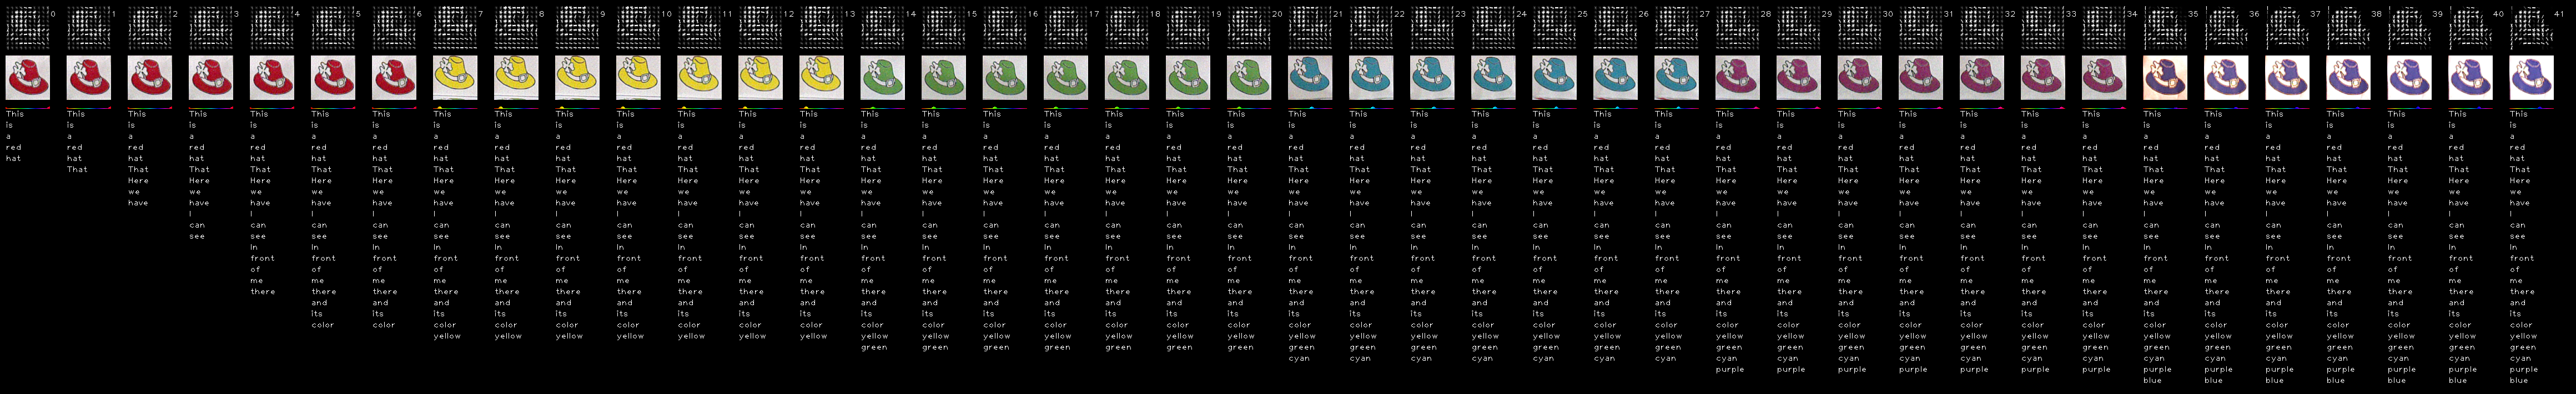 0 1 2 3 4 5 6 7 8 9 10 11 12 13 14 15 16 17 18 19 20 21 22 23 24 25 26 27 28 29 30 31 32 33 34 35 36 37 38 39 40 41
This This This This This This This This This This This This This This This This This This This This This This This This This This This This This This This This This This This This This This This This This This
is is is is is is is is is is is is is is is is is is is is is is is is is is is is is is is is is is is is is is is is is is
a a a a a a a a a a a a a a a a a a a a a a a a a a a a a a a a a a a a a a a a a a
red red red red red red red red red red red red red red red red red red red red red red red red red red red red red red red red red red red red red red red red red red
hat hat hat hat hat hat hat hat hat hat hat hat hat hat hat hat hat hat hat hat hat hat hat hat hat hat hat hat hat hat hat hat hat hat hat hat hat hat hat hat hat hat
That That That That That That That That That That That That That That That That That That That That That That That That That That That That That That That That That That That That That That That That That
Here Here Here Here Here Here Here Here Here Here Here Here Here Here Here Here Here Here Here Here Here Here Here Here Here Here Here Here Here Here Here Here Here Here Here Here Here Here Here Here
we we we we we we we we we we we we we we we we we we we we we we we we we we we we we we we we we we we we we we we we
have have have have have have have have have have have have have have have have have have have have have have have have have have have have have have have have have have have have have have have have
I I I I I I I I I I I I I I I I I I I I I I I I I I I I I I I I I I I I I I I
can can can can can can can can can can can can can can can can can can can can can can can can can can can can can can can can can can can can can can can
see see see see see see see see see see see see see see see see see see see see see see see see see see see see see see see see see see see see see see see
In In In In In In In In In In In In In In In In In In In In In In In In In In In In In In In In In In In In In In
front front front front front front front front front front front front front front front front front front front front front front front front front front front front front front front front front front front front front front
of of of of of of of of of of of of of of of of of of of of of of of of of of of of of of of of of of of of of of
me me me me me me me me me me me me me me me me me me me me me me me me me me me me me me me me me me me me me me
there there there there there there there there there there there there there there there there there there there there there there there there there there there there there there there there there there there there there there
and and and and and and and and and and and and and and and and and and and and and and and and and and and and and and and and and and and and and
its its its its its its its its its its its its its its its its its its its its its its its its its its its its its its its its its its its its its
color color color color color color color color color color color color color color color color color color color color color color color color color color color color color color color color color color color color color
yellow yellow yellow yellow yellow yellow yellow yellow yellow yellow yellow yellow yellow yellow yellow yellow yellow yellow yellow yellow yellow yellow yellow yellow yellow yellow yellow yellow yellow yellow yellow yellow yellow yellow yellow
green green green green green green green green green green green green green green green green green green green green green green green green green green green green
cyan cyan cyan cyan cyan cyan cyan cyan cyan cyan cyan cyan cyan cyan cyan cyan cyan cyan cyan cyan cyan
purple purple purple purple purple purple purple purple purple purple purple purple purple purple
blue blue blue blue blue blue blue